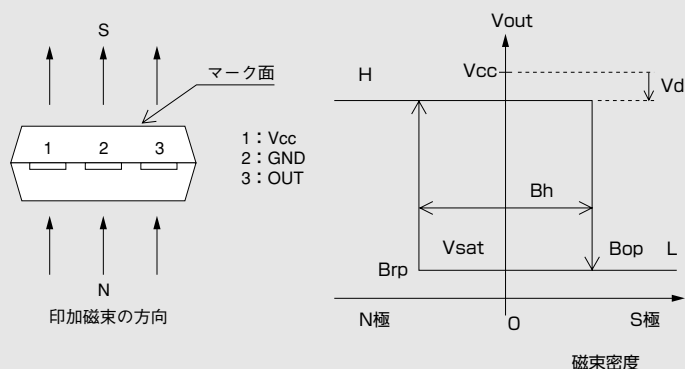 S
マーク面
1 2 3
1：Vcc
2：GND
3：OUT
N
印加磁束の方向
Vout
H
Vcc
Vd
Bh
Vsat
Bop
L
Brp
N極
O
S極
磁束密度